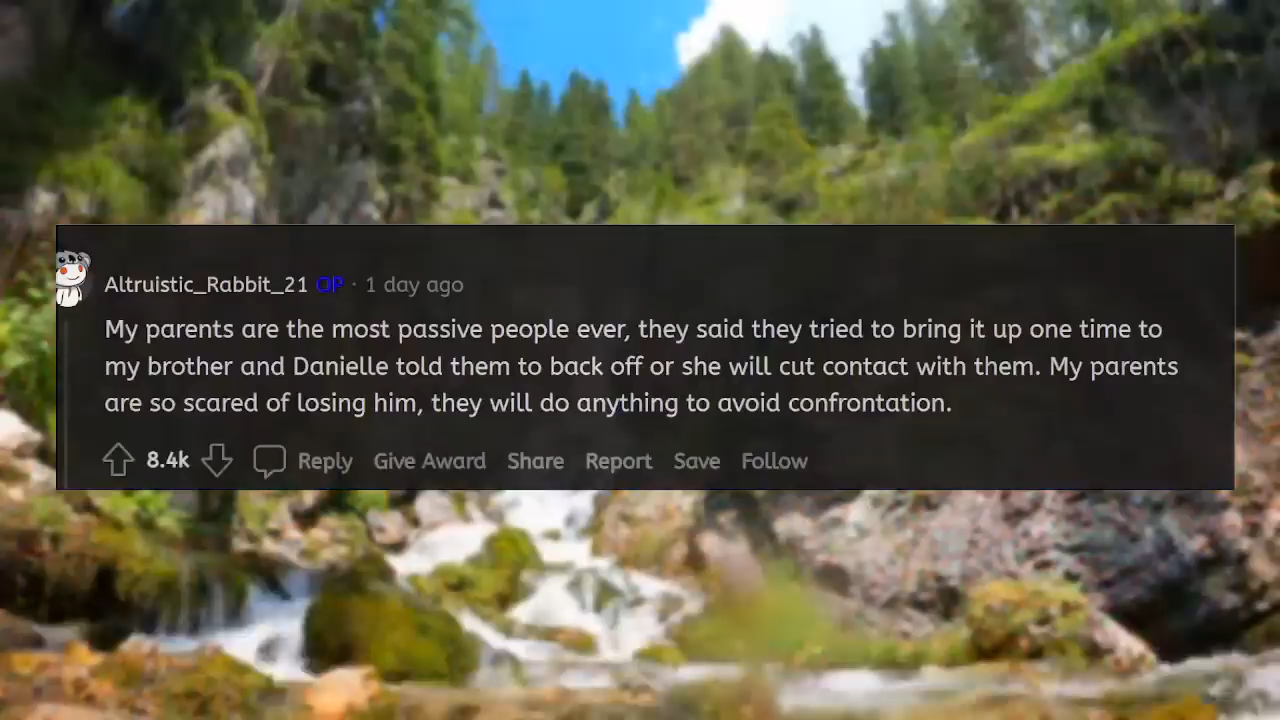 Altruistic_Rabbit_21 OP · 1 day ago
My parents are the most passive people ever, they said they tried to bring it up one time to
my brother and Danielle told them to back off or she will cut contact with them. My parents
are so scared of losing him, they will do anything to avoid confrontation.
8.4k Reply Give Award Share Report Save Follow